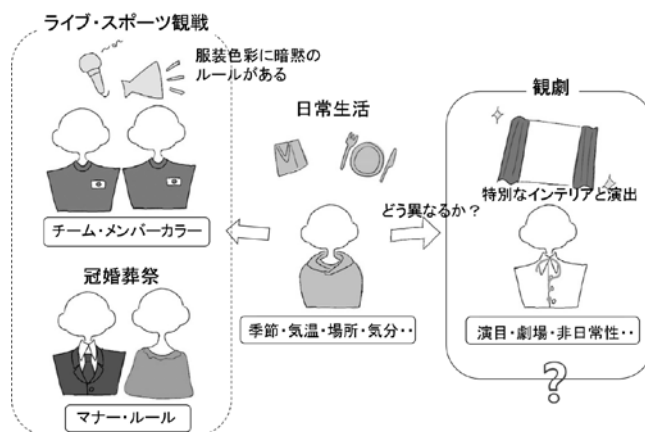 ライブ・スポーツ観戦
服装色彩に暗黙の
ルールがある
チーム・メンバーカラー
冠婚葬祭
マナー・ルール
日常生活
どう異なるか？
季節・気温・場所・気分・・
観劇
特別なインテリアと演出
演目・劇場・非日常性・・
?